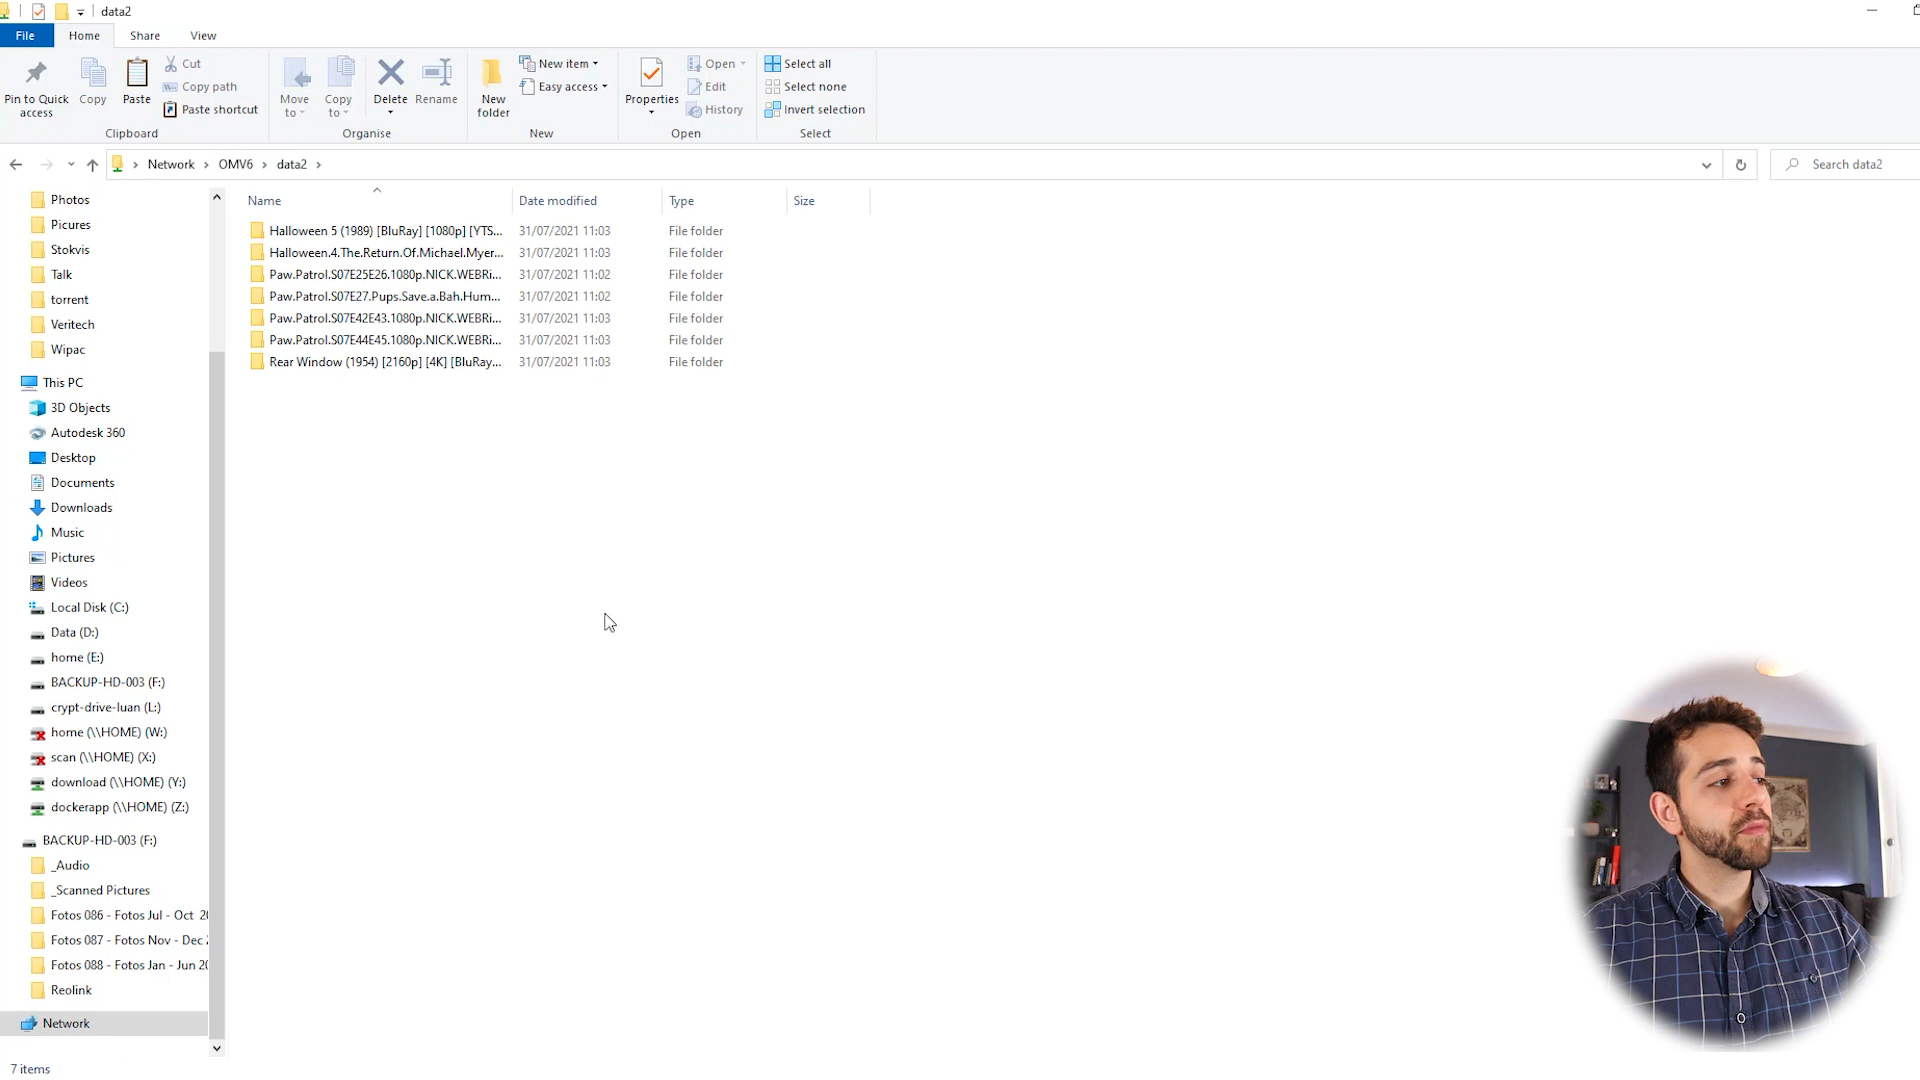 data2
File Home Share View
Pin to Quick access
Copy
Paste
Cut
Copy path
Paste shortcut
Clipboard
Move to
Copy to
Delete
Rename
Organise
New folder
New item
Easy access
New
Properties
Open
Edit
History
Open
Select all
Select none
Invert selection
Select
Network OMV6 data2
Search data2
Photos
Picures
Stokvis
Talk
torrent
Veritech
Wipac
This PC
3D Objects
Autodesk 360
Desktop
Documents
Downloads
Music
Pictures
Videos
Local Disk (C:)
Data (D:)
home (E:)
BACKUP-HD-003 (F:)
crypt-drive-luan (L:)
home (\\HOME) (W:)
scan (\\HOME) (X:)
download (\\HOME) (Y:)
dockerapp (\\HOME) (Z:)
BACKUP-HD-003 (F:)
_Audio
_Scanned Pictures
Fotos 086 - Fotos Jul - Oct 20
Fotos 087 - Fotos Nov - Dec 2
Fotos 088 - Fotos Jan - Jun 20
Reolink
Network
Name Date modified Type Size
Halloween 5 (1989) [BluRay] [1080p] [YTS... 31/07/2021 11:03 File folder
Halloween.4.The.Return.Of.Michael.Myer... 31/07/2021 11:03 File folder
Paw.Patrol.S07E25E26.1080p.NICK.WEBRi... 31/07/2021 11:02 File folder
Paw.Patrol.S07E27.Pups.Save.a.Bah.Hum... 31/07/2021 11:02 File folder
Paw.Patrol.S07E42E43.1080p.NICK.WEBRi... 31/07/2021 11:03 File folder
Paw.Patrol.S07E44E45.1080p.NICK.WEBRi... 31/07/2021 11:03 File folder
Rear Window (1954) [2160p] [4K] [BluRay... 31/07/2021 11:03 File folder
7 items